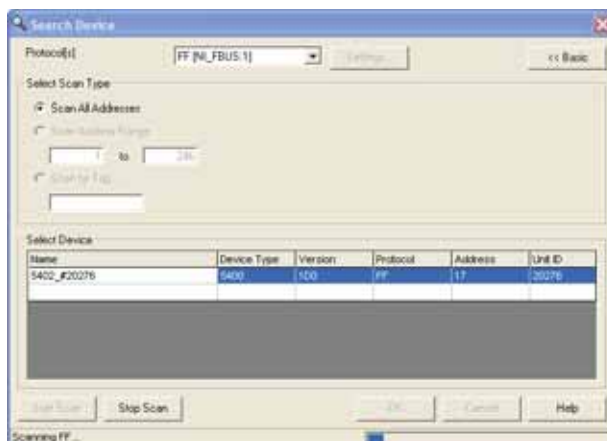 Search Device
Protocol(s) FF [NI_FBUS.1] Settings... << Basic
Select Scan Type
Scan All Addresses
Scan Address Range
1 to 246
Scan by Tag
Select Device
Name Device Type Version Protocol Address Unit ID
5402_#20276 5400 1D0 FF 17 20276
Start Scan Stop Scan OK Cancel Help
Scanning FF...